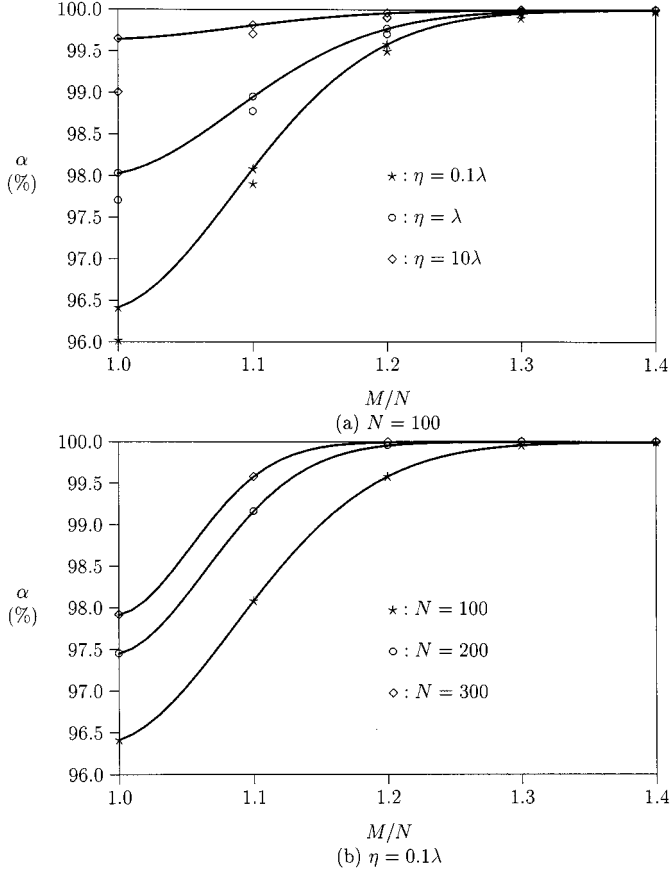 100.0
99.5
99.0
98.5
α
98.0
(%)
97.5
97.0
96.5
96.0
★ : η = 0.1λ
○ : η = λ
◇ : η = 10λ
1.0 1.1 1.2 1.3 1.4
M/N
(a) N = 100
100.0
99.5
99.0
98.5
α
98.0
(%)
97.5
97.0
96.5
96.0
★ : N = 100
○ : N = 200
◇ : N = 300
1.0 1.1 1.2 1.3 1.4
M/N
(b) η = 0.1λ